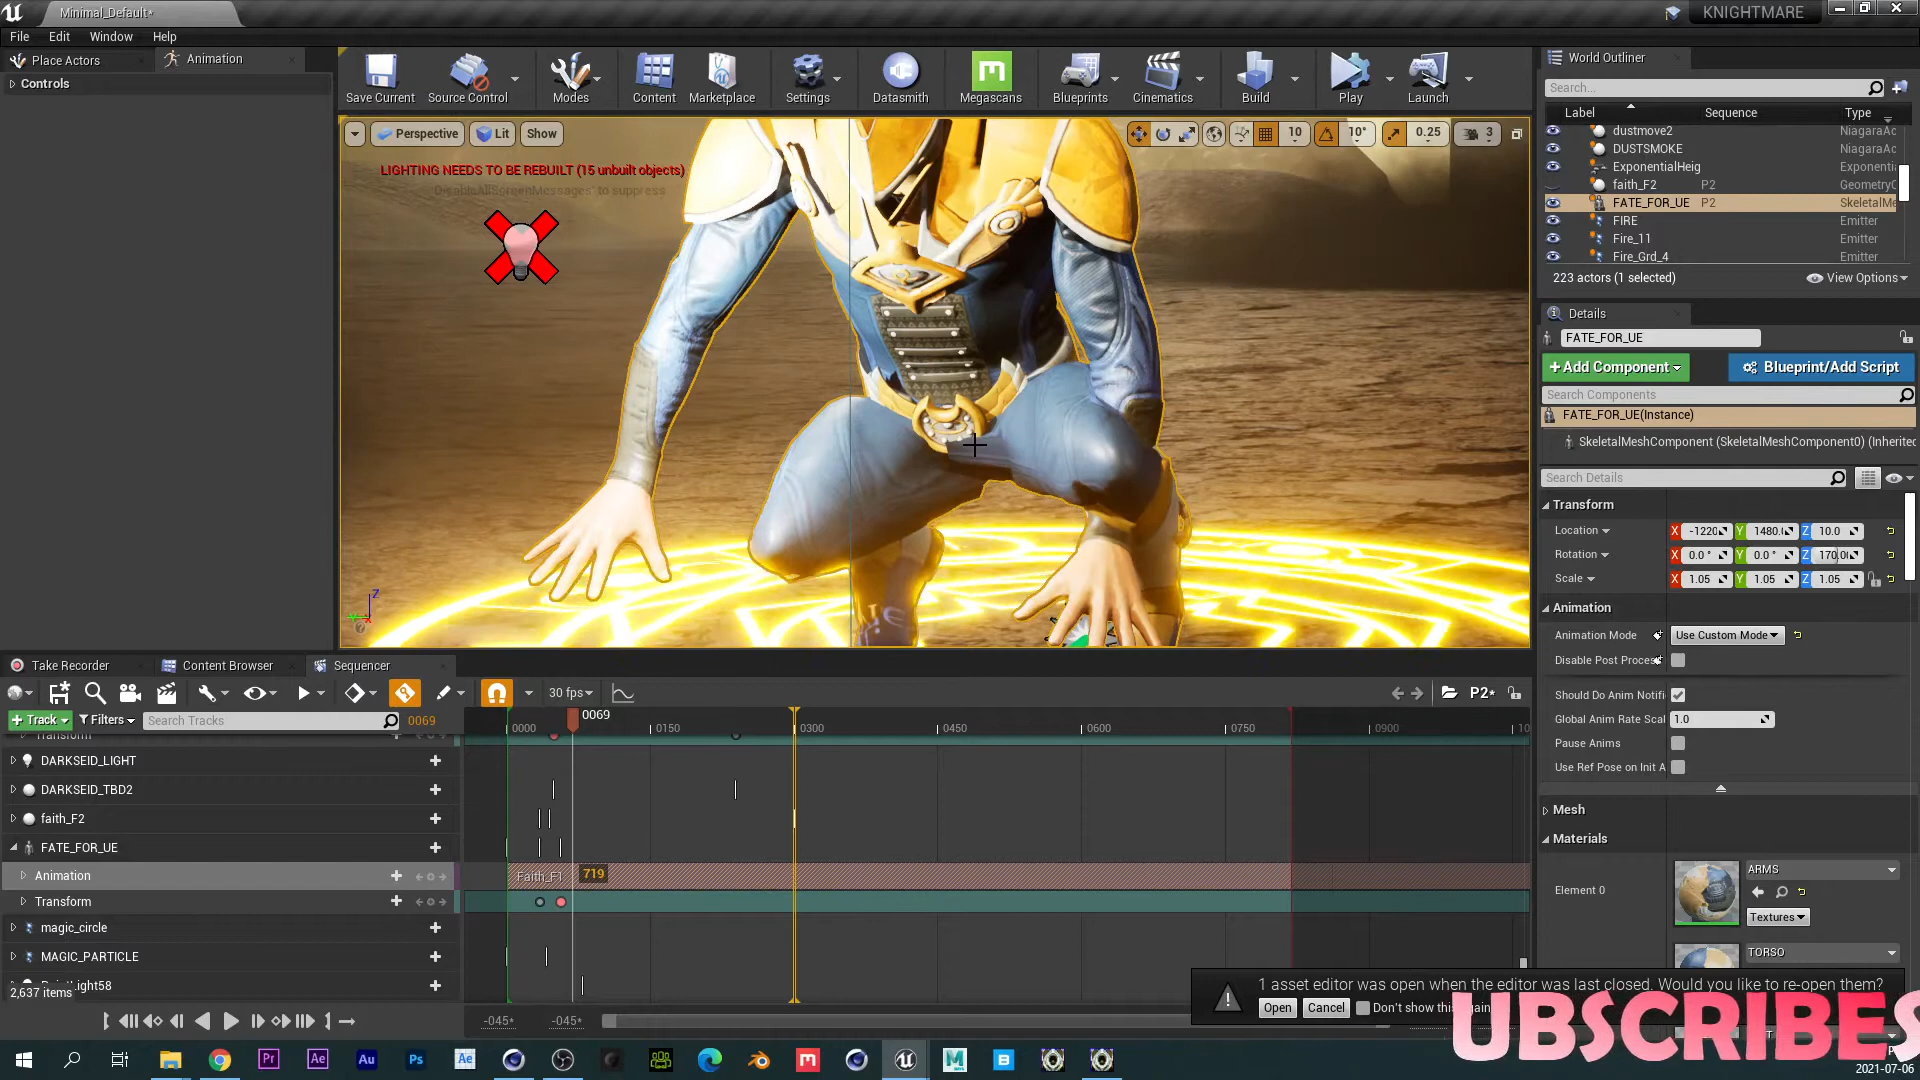 Minimal_Default*
KNIGHTMARE
File Edit Window Help
Place Actors
Animation
Controls
Save Current
Source Control
Modes
Content
Marketplace
Settings
Datasmith
Megascans
Blueprints
Cinematics
Build
Play
Launch
Perspective
Lit
Show
10
10°
0.25
3
LIGHTING NEEDS TO BE REBUILT (15 unbuilt objects)
'DisableAllScreenMessages' to suppress
World Outliner
Search...
Label Sequence Type
dustmove2 NiagaraAc
DUSTSMOKE NiagaraAc
ExponentialHeig Exponenti
faith_F2 P2 GeometryC
FATE_FOR_UE P2 SkeletalMe
FIRE Emitter
Fire_11 Emitter
Fire_Grd_4 Emitter
223 actors (1 selected)
View Options
Details
FATE_FOR_UE
+Add Component
Blueprint/Add Script
Search Components
FATE_FOR_UE(Instance)
SkeletalMeshComponent (SkeletalMeshComponent0) (Inherited
Search Details
Transform
Location X -1220 Y 1480.( Z 10.0
Rotation X 0.0 ° Y 0.0 ° Z 170.0(
Scale X 1.05 Y 1.05 Z 1.05
Animation
Animation Mode Use Custom Mode
Disable Post Process
Should Do Anim Notifi
Global Anim Rate Scal 1.0
Pause Anims
Use Ref Pose on Init A
Mesh
Materials
Element 0
ARMS
Textures
TORSO
Take Recorder
Content Browser
Sequencer
30 fps
P2*
+ Track
Filters
Search Tracks
0069
0069
0000 0150 0300 0450 0600 0750 0900 10
Transform
DARKSEID_LIGHT
DARKSEID_TBD2
faith_F2
FATE_FOR_UE
Animation
Faith_F1
719
Transform
magic_circle
MAGIC_PARTICLE
2,637 items
-045*
-045*
1 asset editor was open when the editor was last closed. Would you like to re-open them?
Open
Cancel
Don't show this again
UBSCRIBES
2021-07-06